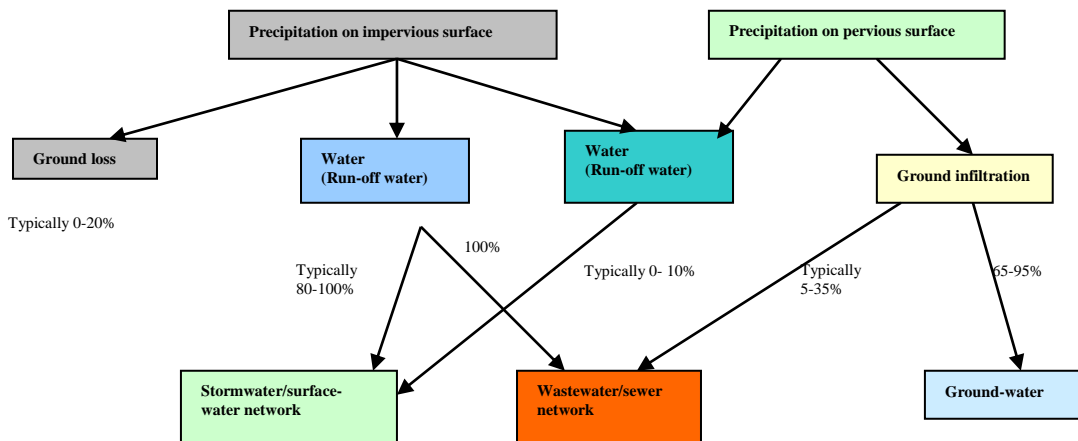 Precipitation on impervious surface
Precipitation on pervious surface
Ground loss
Water
(Run-off water)
Water
(Run-off water)
Ground infiltration
Typically 0-20%
Typically
80-100%
100%
Typically 0- 10%
Typically
5-35%
65-95%
Stormwater/surface-
water network
Wastewater/sewer
network
Ground-water